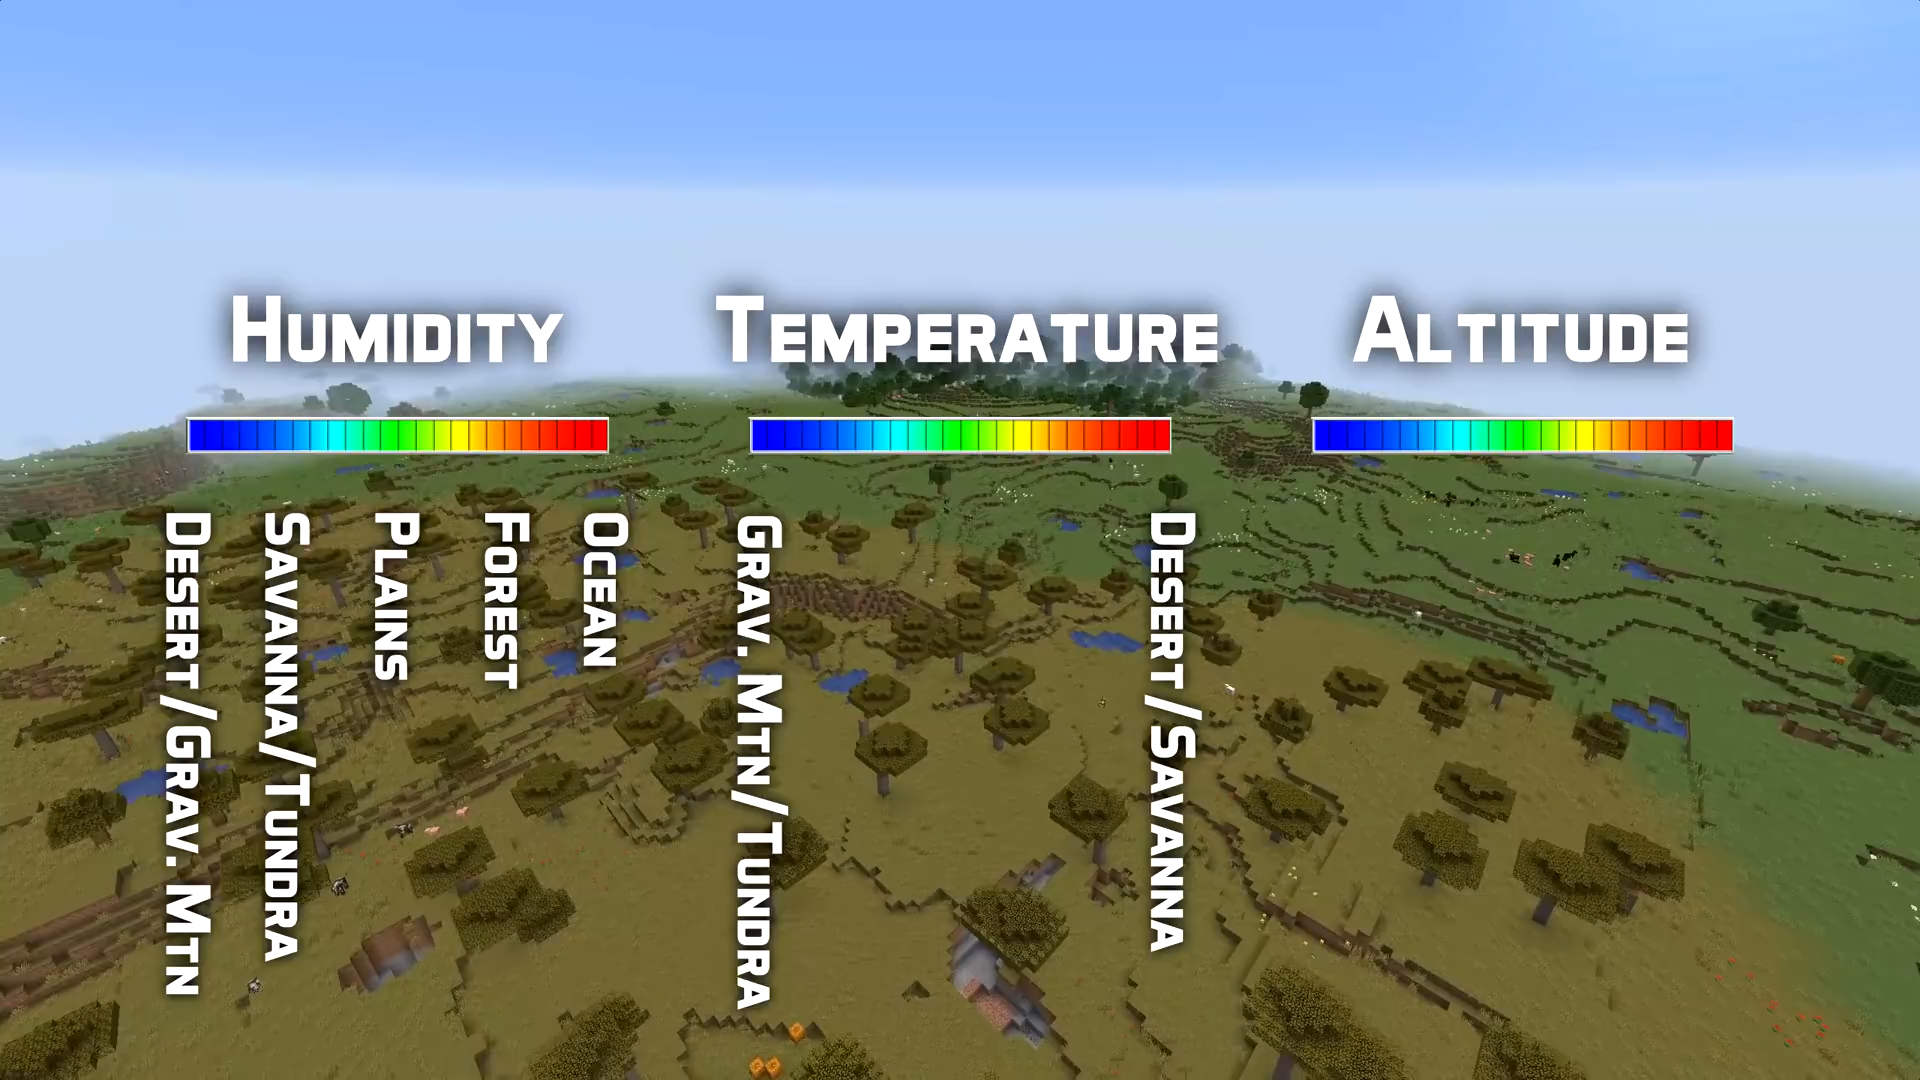 Humidity
Temperature
Altitude
Desert/Grav. Mtn
Savanna/Tundra
Plains
Forest
Ocean
Grav. Mtn/Tundra
Desert/Savanna